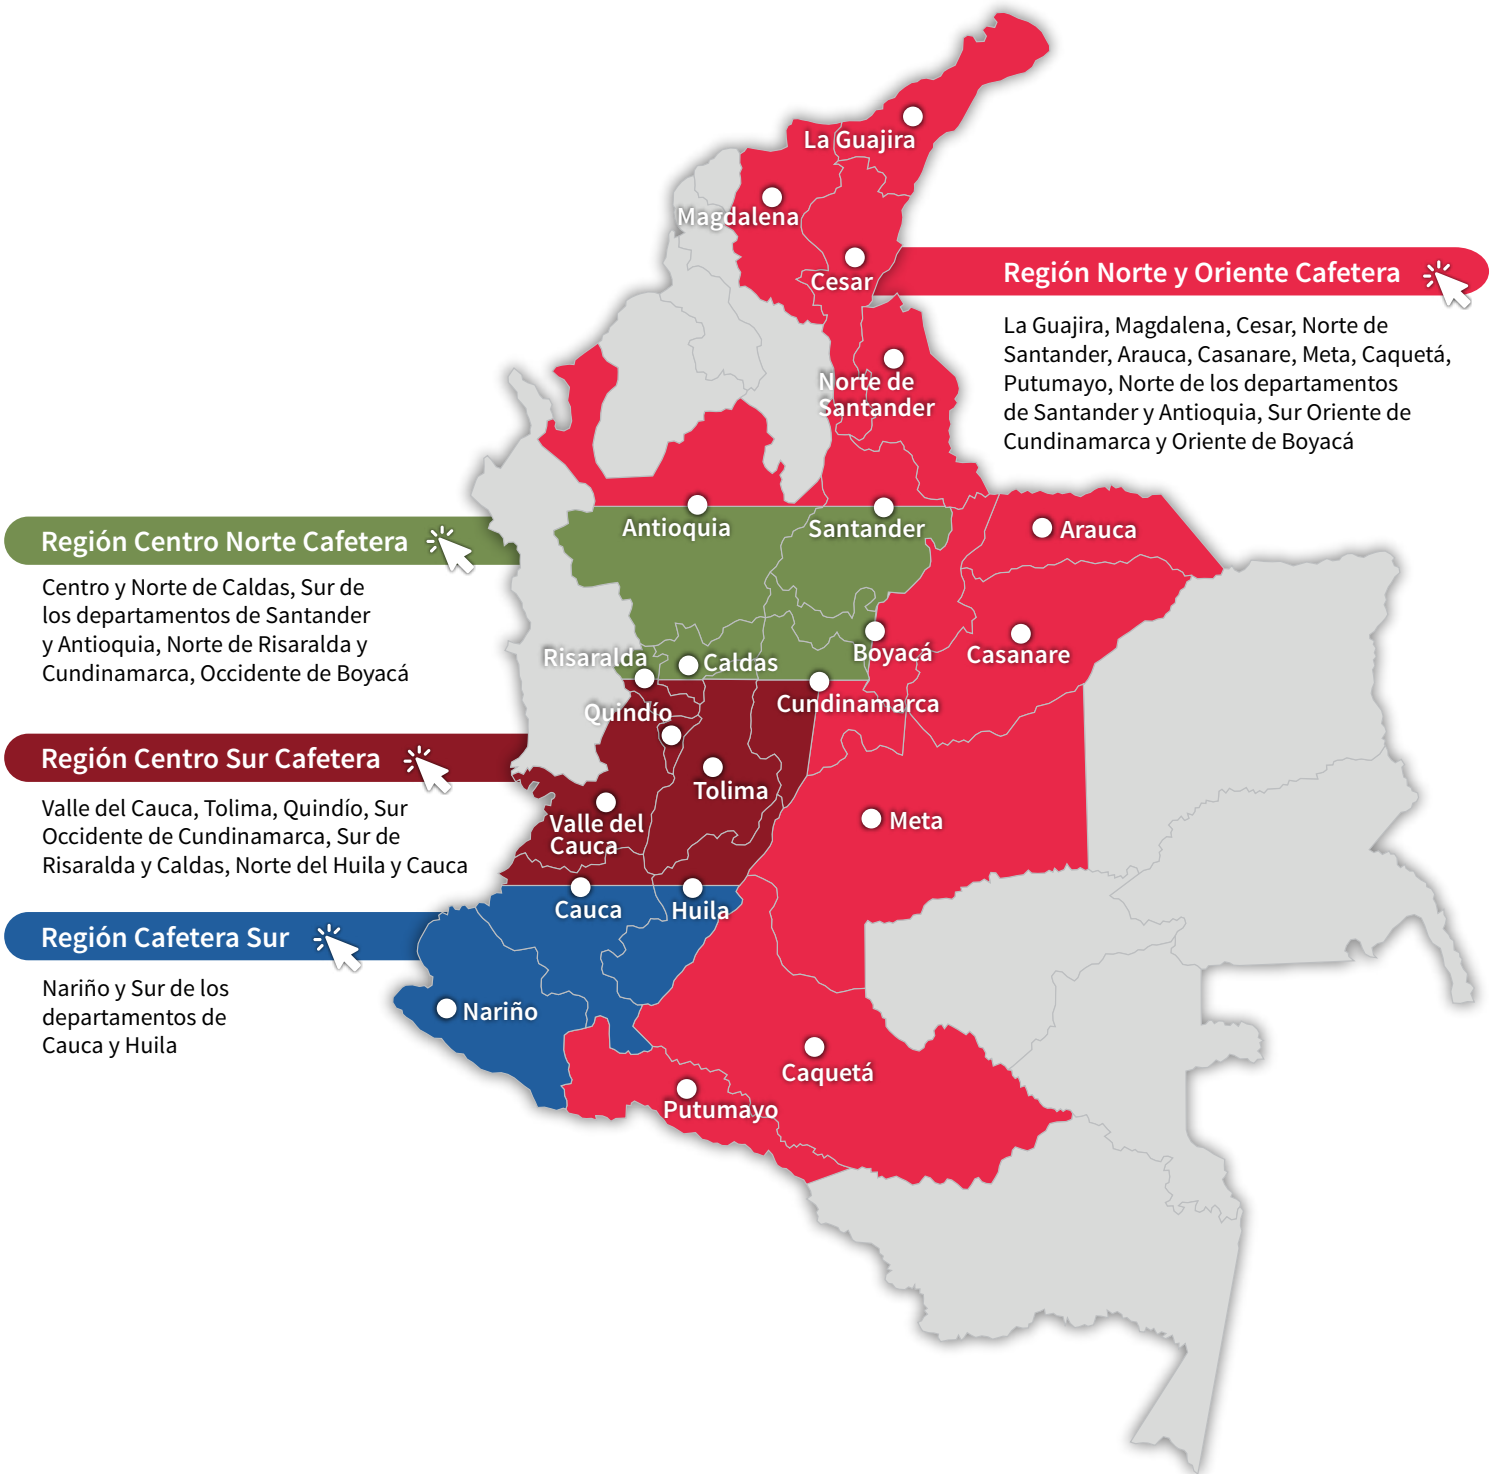 La Guajira
Magdalena
Cesar
Región Norte y Oriente Cafetera
La Guajira, Magdalena, Cesar, Norte de
Santander, Arauca, Casanare, Meta, Caquetá,
Putumayo, Norte de los departamentos
de Santander y Antioquia, Sur Oriente de
Cundinamarca y Oriente de Boyacá
Norte de
Santander
Antioquia
Santander
Arauca
Región Centro Norte Cafetera
Centro y Norte de Caldas, Sur de
los departamentos de Santander
y Antioquia, Norte de Risaralda y
Cundinamarca, Occidente de Boyacá
Risaralda
Caldas
Boyacá
Casanare
Quindío
Cundinamarca
Región Centro Sur Cafetera
Valle del Cauca, Tolima, Quindío, Sur
Occidente de Cundinamarca, Sur de
Risaralda y Caldas, Norte del Huila y Cauca
Tolima
Valle del
Cauca
Meta
Cauca
Huila
Región Cafetera Sur
Nariño y Sur de los
departamentos de
Cauca y Huila
Nariño
Caquetá
Putumayo